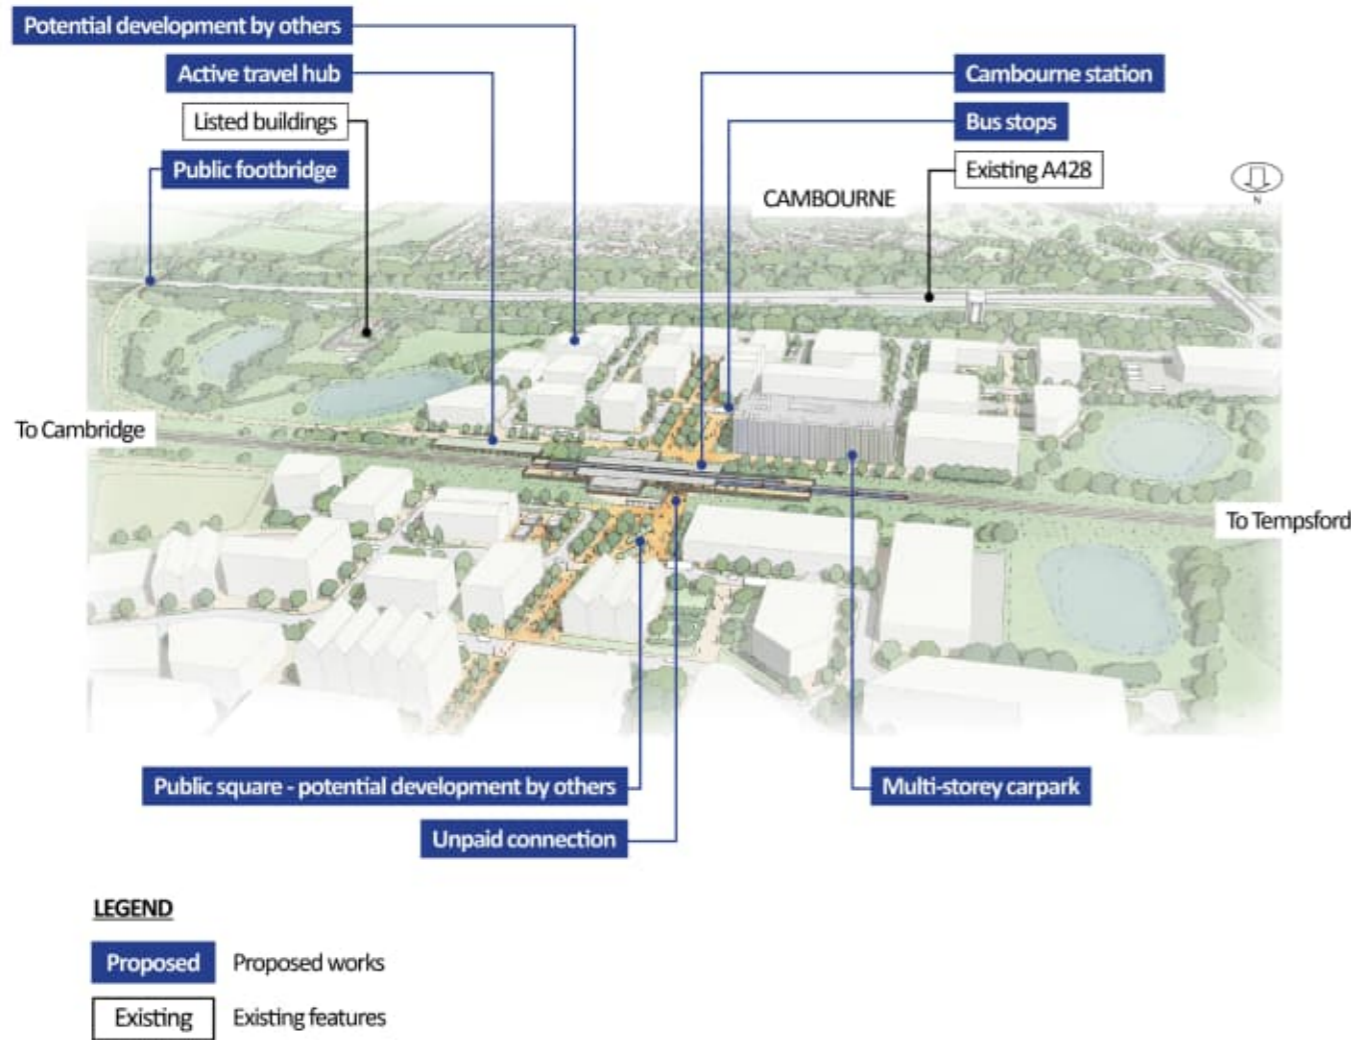 Potential development by others
Active travel hub
Cambourne station
Listed buildings
Bus stops
Public footbridge
Existing A428
CAMBOURNE
N
To Cambridge
To Tempsford
Public square - potential development by others
Multi-storey carpark
Unpaid connection
LEGEND
Proposed Proposed works
Existing Existing features